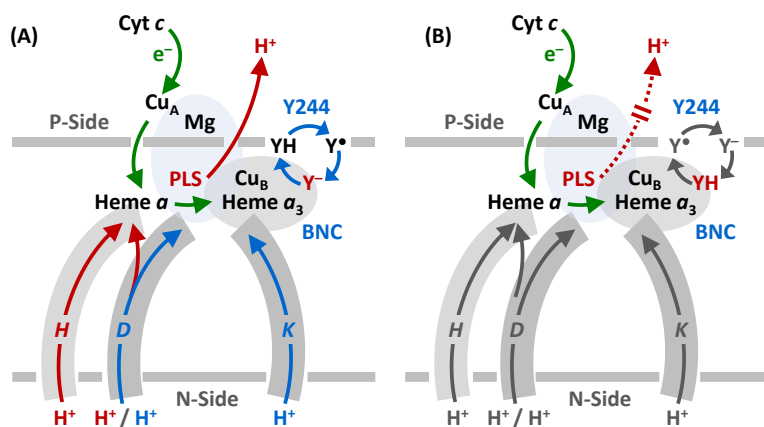 (A)
Cyt c
e⁻
H⁺
CuA
Mg
Y244
P-Side
YH
Y•
Y⁻
PLS
CuB
Heme a
Heme a3
BNC
H
D
K
N-Side
H⁺
H⁺ / H⁺
H⁺
(B)
Cyt c
e⁻
H⁺
CuA
Mg
Y244
P-Side
Y•
Y⁻
YH
PLS
CuB
Heme a
Heme a3
BNC
H
D
K
N-Side
H⁺
H⁺ / H⁺
H⁺